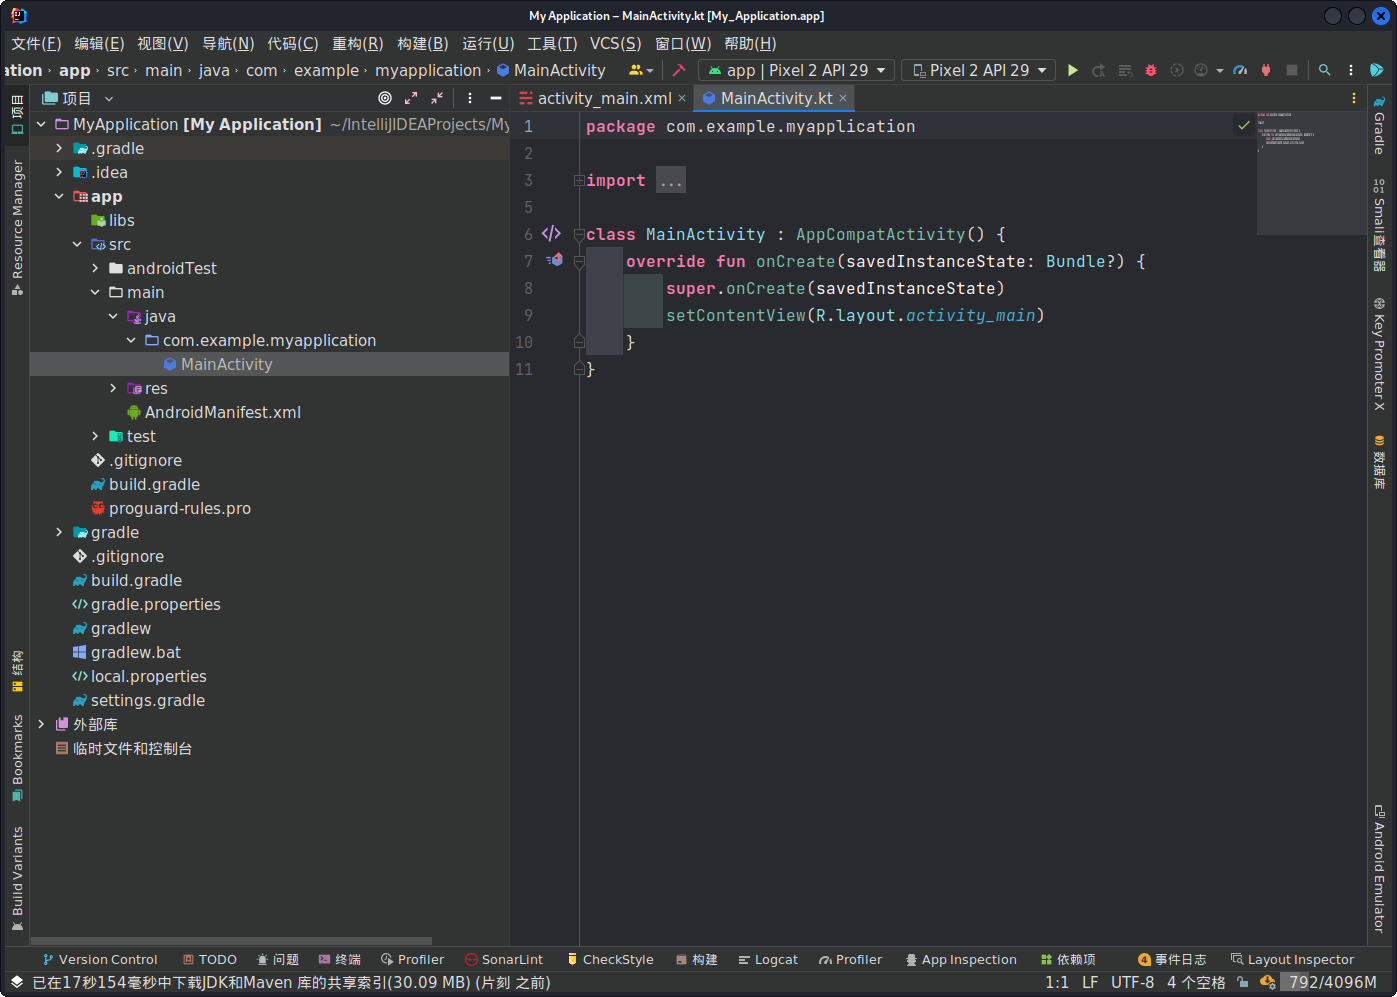 My Application – MainActivity.kt [My_Application.app]
文件(F) 编辑(E) 视图(V) 导航(N) 代码(C) 重构(R) 构建(B) 运行(U) 工具(T) VCS(S) 窗口(W) 帮助(H)
ation › app › src › main › java › com › example › myapplication › MainActivity
app | Pixel 2 API 29
Pixel 2 API 29
项目
activity_main.xml ×
MainActivity.kt ×
项目
Resource Manager
结构
Bookmarks
Build Variants
MyApplication [My Application] ~/IntelliJIDEAProjects/My
.gradle
.idea
app
libs
src
androidTest
main
java
com.example.myapplication
MainActivity
res
AndroidManifest.xml
test
.gitignore
build.gradle
proguard-rules.pro
gradle
.gitignore
build.gradle
gradle.properties
gradlew
gradlew.bat
local.properties
settings.gradle
外部库
临时文件和控制台
1 package com.example.myapplication
2
3 import ...
5
6 class MainActivity : AppCompatActivity() {
7 override fun onCreate(savedInstanceState: Bundle?) {
8 super.onCreate(savedInstanceState)
9 setContentView(R.layout.activity_main)
10 }
11 }
Gradle
Smali查看器
Key Promoter X
数据库
Android Emulator
Version Control TODO 问题 终端 Profiler SonarLint CheckStyle 构建 Logcat Profiler App Inspection 依赖项 4 事件日志 Layout Inspector
已在17秒154毫秒中下载JDK和Maven 库的共享索引(30.09 MB) (片刻 之前)
1:1 LF UTF-8 4 个空格 792/4096M